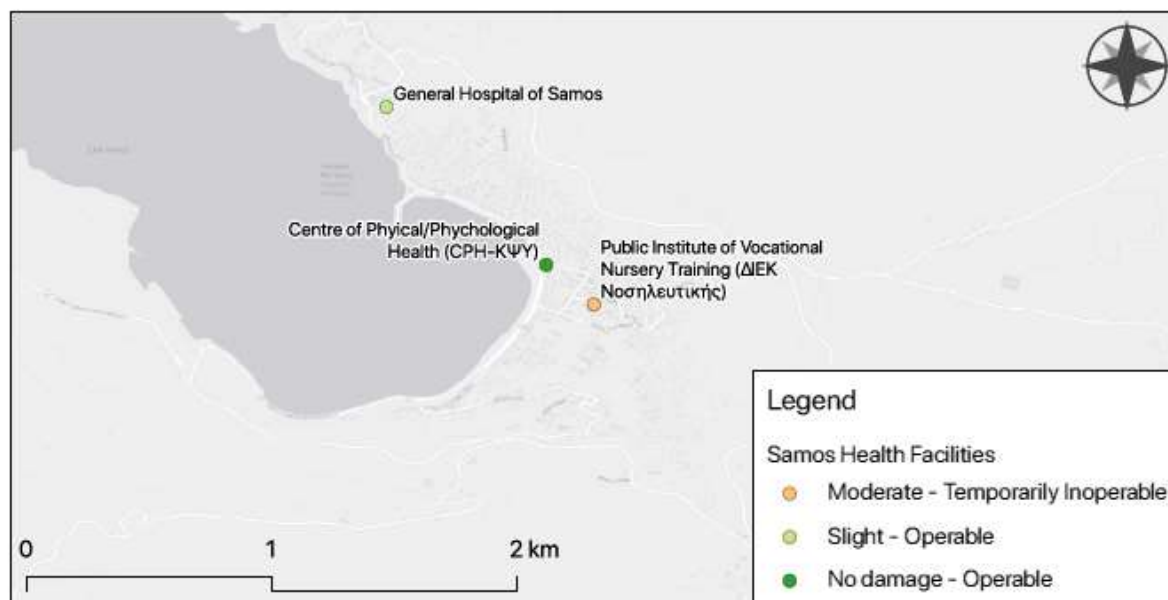 General Hospital of Samos
Centre of Phyical/Phychological
Health (CPH-ΚΨΥ)
Public Institute of Vocational
Nursery Training (ΔΙΕΚ
Νοσηλευτικής)
Legend
Samos Health Facilities
Moderate - Temporarily Inoperable
Slight - Operable
No damage - Operable
0 1 2 km